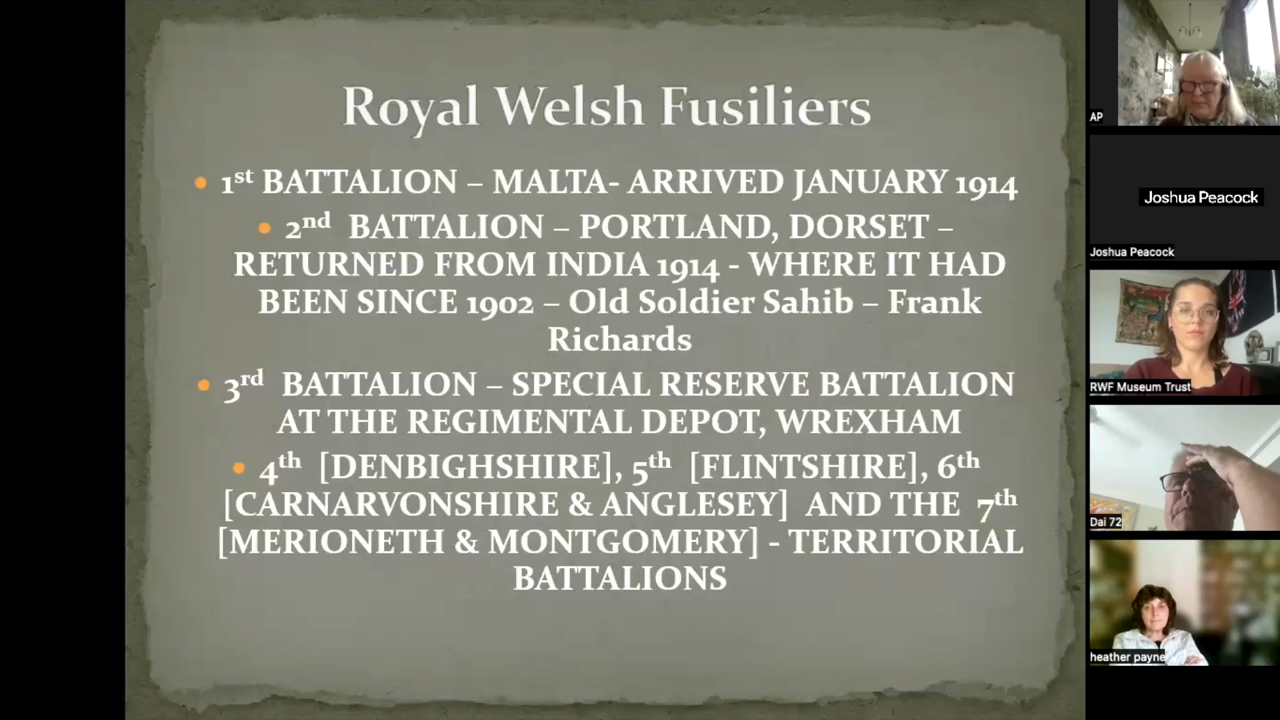 Royal Welsh Fusiliers
• 1st BATTALION – MALTA- ARRIVED JANUARY 1914
• 2nd BATTALION – PORTLAND, DORSET –
RETURNED FROM INDIA 1914 - WHERE IT HAD
BEEN SINCE 1902 – Old Soldier Sahib – Frank
Richards
• 3rd BATTALION – SPECIAL RESERVE BATTALION
AT THE REGIMENTAL DEPOT, WREXHAM
• 4th [DENBIGHSHIRE], 5th [FLINTSHIRE], 6th
[CARNARVONSHIRE & ANGLESEY] AND THE 7th
[MERIONETH & MONTGOMERY] - TERRITORIAL
BATTALIONS
AP
Joshua Peacock
Joshua Peacock
RWF Museum Trust
Dai 72
heather payne